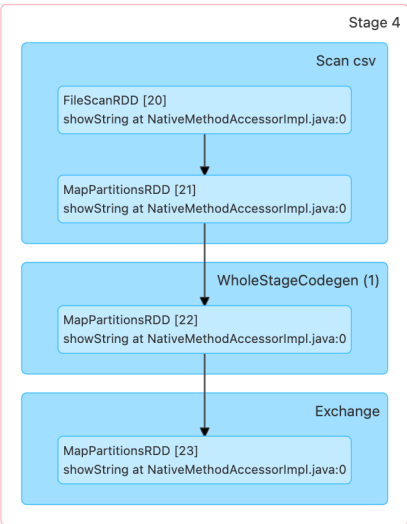 Stage 4
Scan csv
FileScanRDD [20]
showString at NativeMethodAccessorImpl.java:0
MapPartitionsRDD [21]
showString at NativeMethodAccessorImpl.java:0
WholeStageCodegen (1)
MapPartitionsRDD [22]
showString at NativeMethodAccessorImpl.java:0
Exchange
MapPartitionsRDD [23]
showString at NativeMethodAccessorImpl.java:0